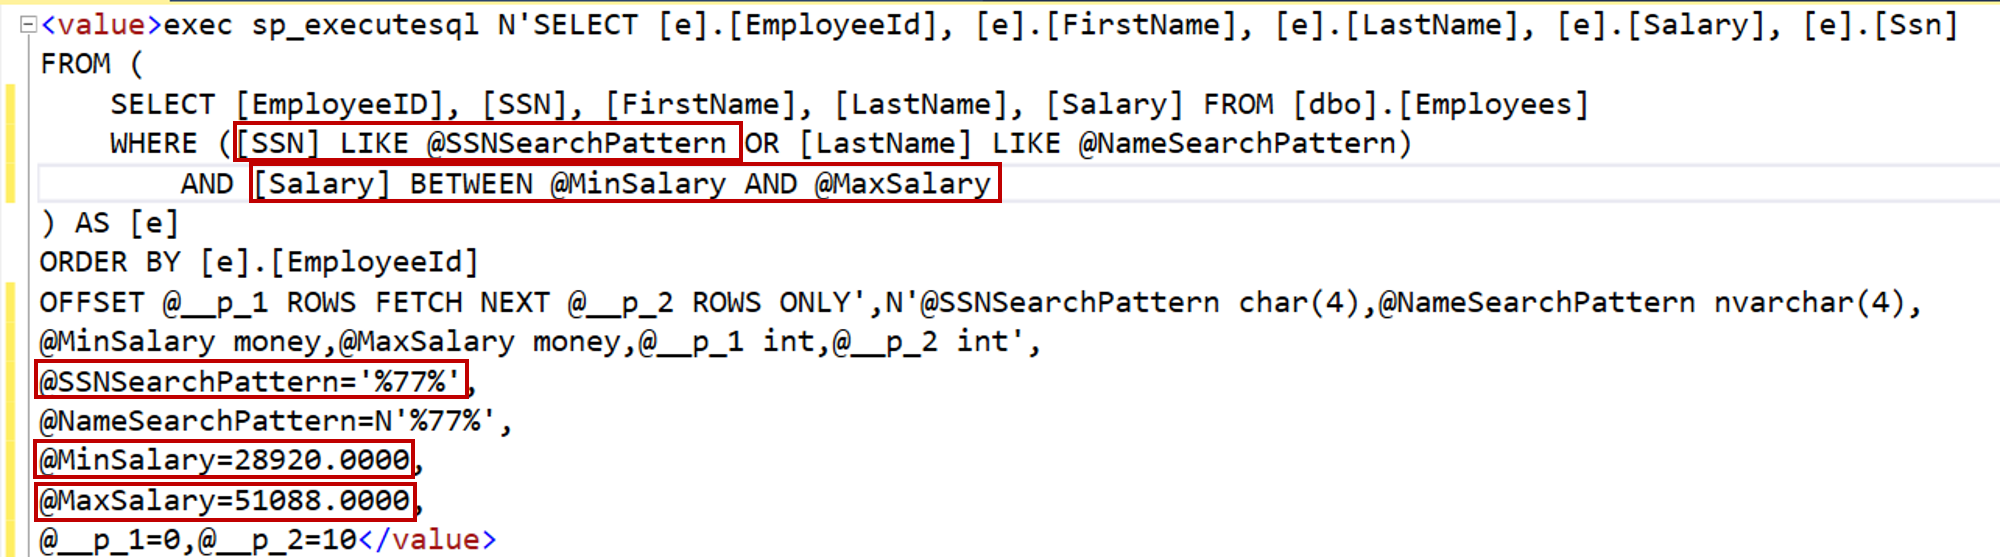 <value>exec sp_executesql N'SELECT [e].[EmployeeId], [e].[FirstName], [e].[LastName], [e].[Salary], [e].[Ssn]
FROM (
    SELECT [EmployeeID], [SSN], [FirstName], [LastName], [Salary] FROM [dbo].[Employees]
    WHERE ([SSN] LIKE @SSNSearchPattern OR [LastName] LIKE @NameSearchPattern)
        AND [Salary] BETWEEN @MinSalary AND @MaxSalary
) AS [e]
ORDER BY [e].[EmployeeId]
OFFSET @__p_1 ROWS FETCH NEXT @__p_2 ROWS ONLY',N'@SSNSearchPattern char(4),@NameSearchPattern nvarchar(4),
@MinSalary money,@MaxSalary money,@__p_1 int,@__p_2 int',
@SSNSearchPattern='%77%',
@NameSearchPattern=N'%77%',
@MinSalary=28920.0000,
@MaxSalary=51088.0000,
@__p_1=0,@__p_2=10</value>